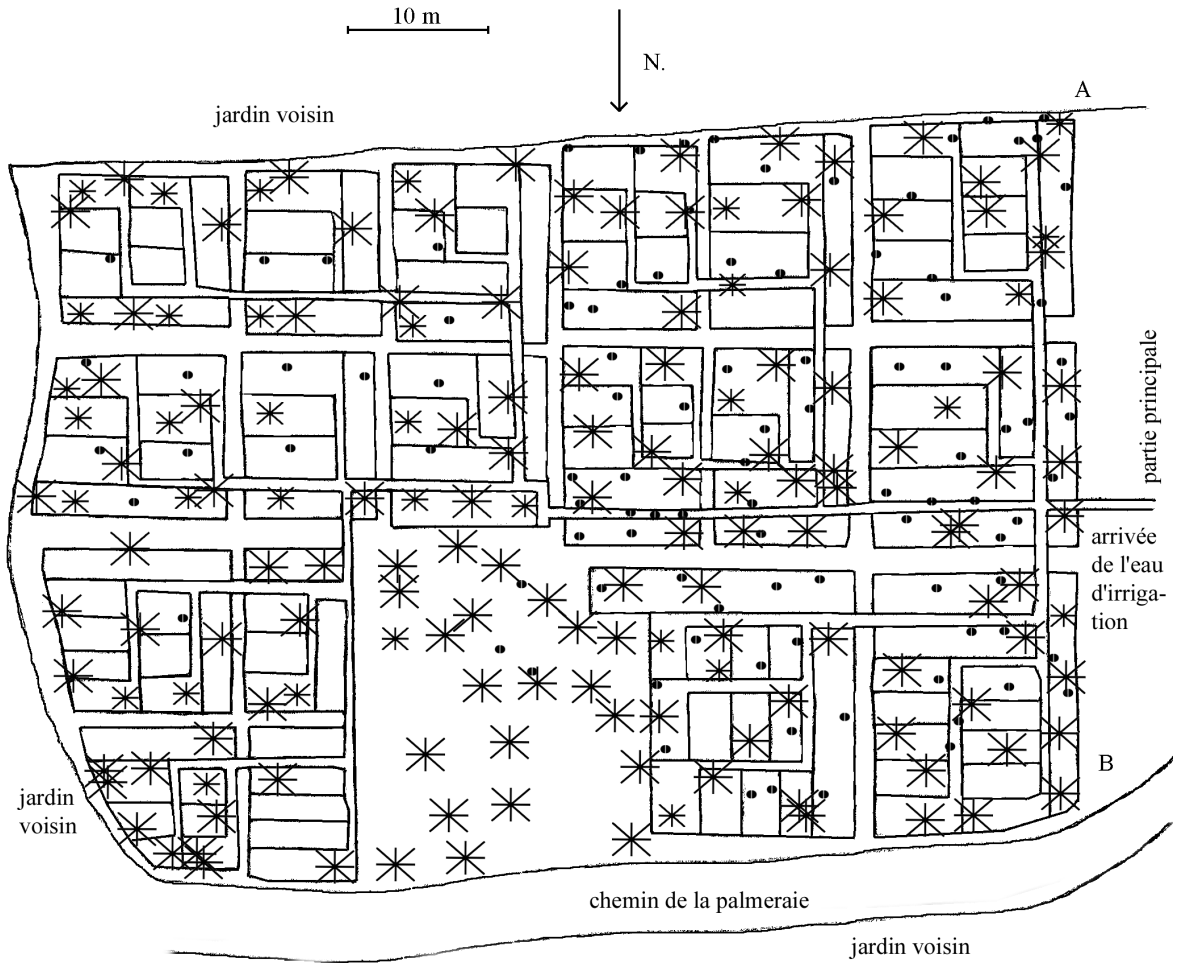 10 m
N.
A
jardin voisin
partie principale
arrivée
de l'eau
d'irriga-
tion
B
jardin
voisin
chemin de la palmeraie
jardin voisin